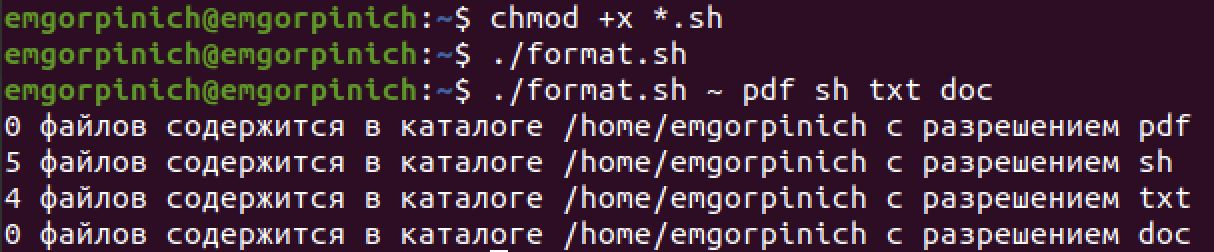 emgorpinich@emgorpinich:~$ chmod +x *.sh
emgorpinich@emgorpinich:~$ ./format.sh
emgorpinich@emgorpinich:~$ ./format.sh ~ pdf sh txt doc
0 файлов содержится в каталоге /home/emgorpinich с разрешением pdf
5 файлов содержится в каталоге /home/emgorpinich с разрешением sh
4 файлов содержится в каталоге /home/emgorpinich с разрешением txt
0 файлов содержится в каталоге /home/emgorpinich с разрешением doc